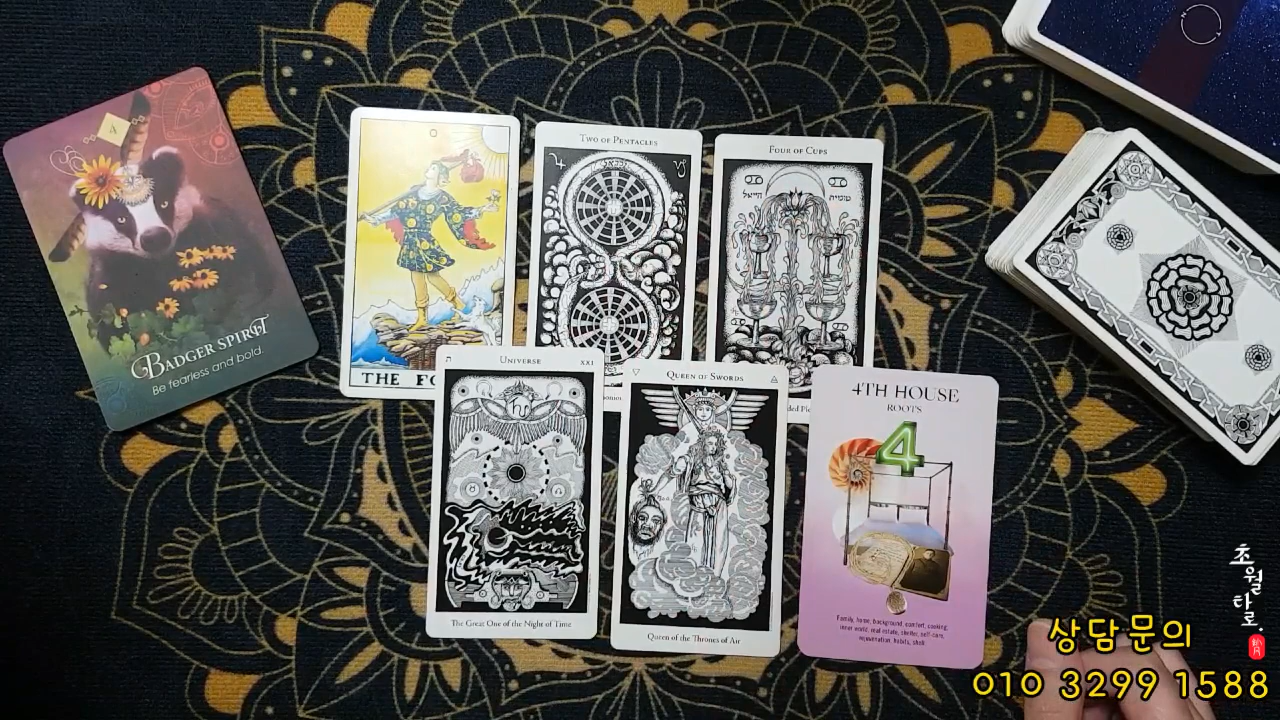 BADGER SPIRIT
Be fearless and bold.
0
THE FO
TWO OF PENTACLES
FOUR OF CUPS
UNIVERSE
XXI
The Great One of the Night of Time
QUEEN OF SWORDS
Queen of the Thrones of Air
4TH HOUSE
ROOTS
4
Family, home, background, comfort, cooking,
inner world, real estate, shelter, self-care,
rejuvenation, habits, shell
초월타로.
상담문의
010 3299 1588